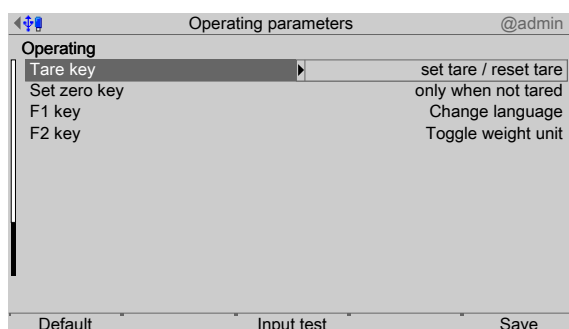 Operating parameters @admin
Operating
Tare key set tare / reset tare
Set zero key only when not tared
F1 key Change language
F2 key Toggle weight unit
Default Input test Save